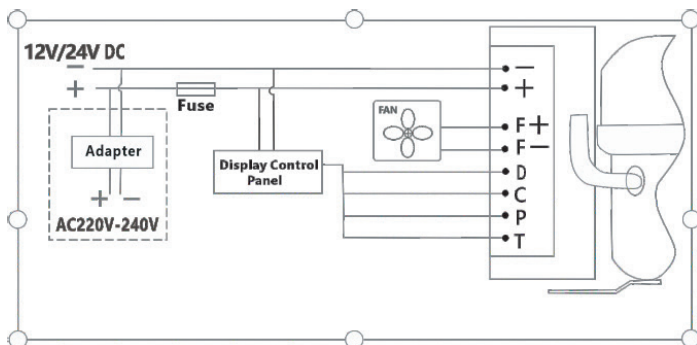 12V/24V DC
−
+
Fuse
Adapter
+ −
AC220V-240V
FAN
Display Control
Panel
−
+
F+
F−
D
C
P
T